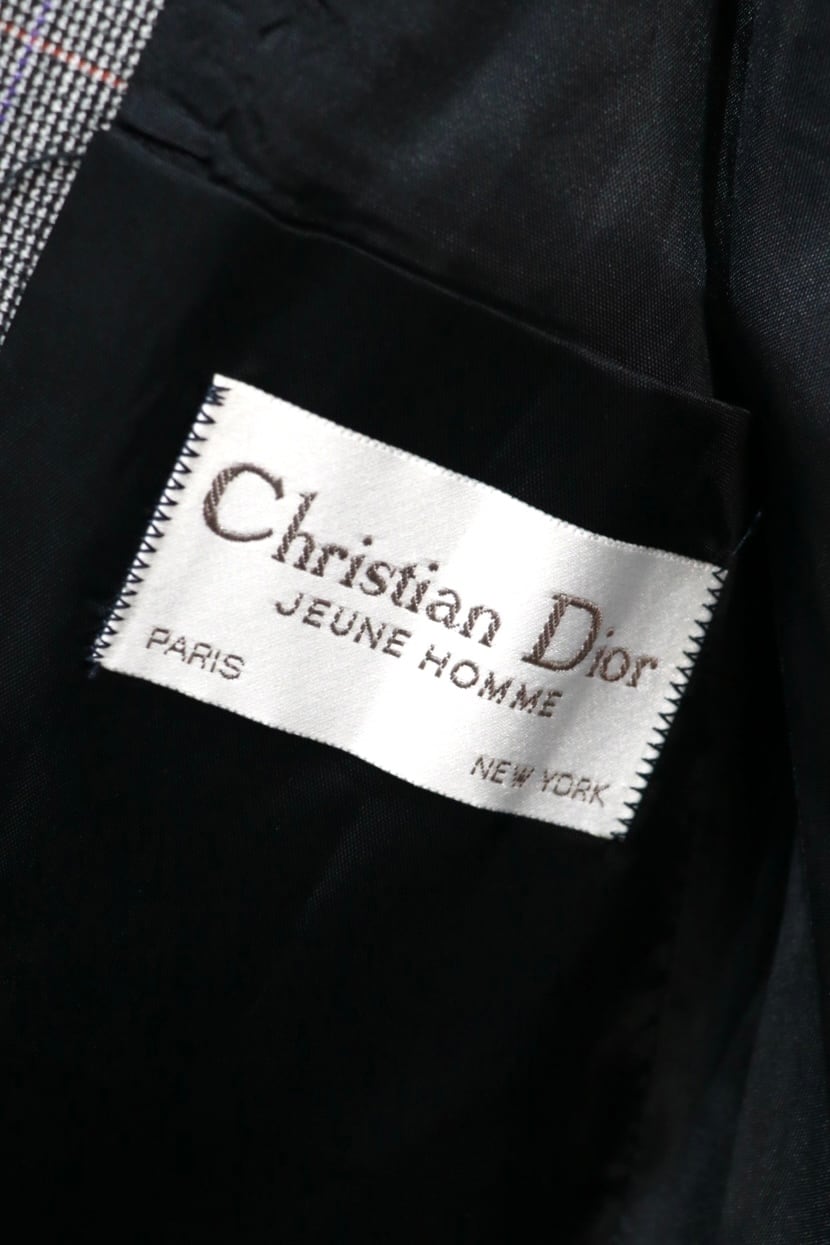 Christian Dior
JEUNE HOMME
PARIS
NEW YORK